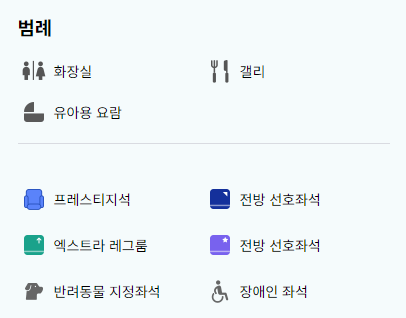 범례
화장실 갤리
유아용 요람
프레스티지석 전방 선호좌석
엑스트라 레그룸 전방 선호좌석
반려동물 지정좌석 장애인 좌석